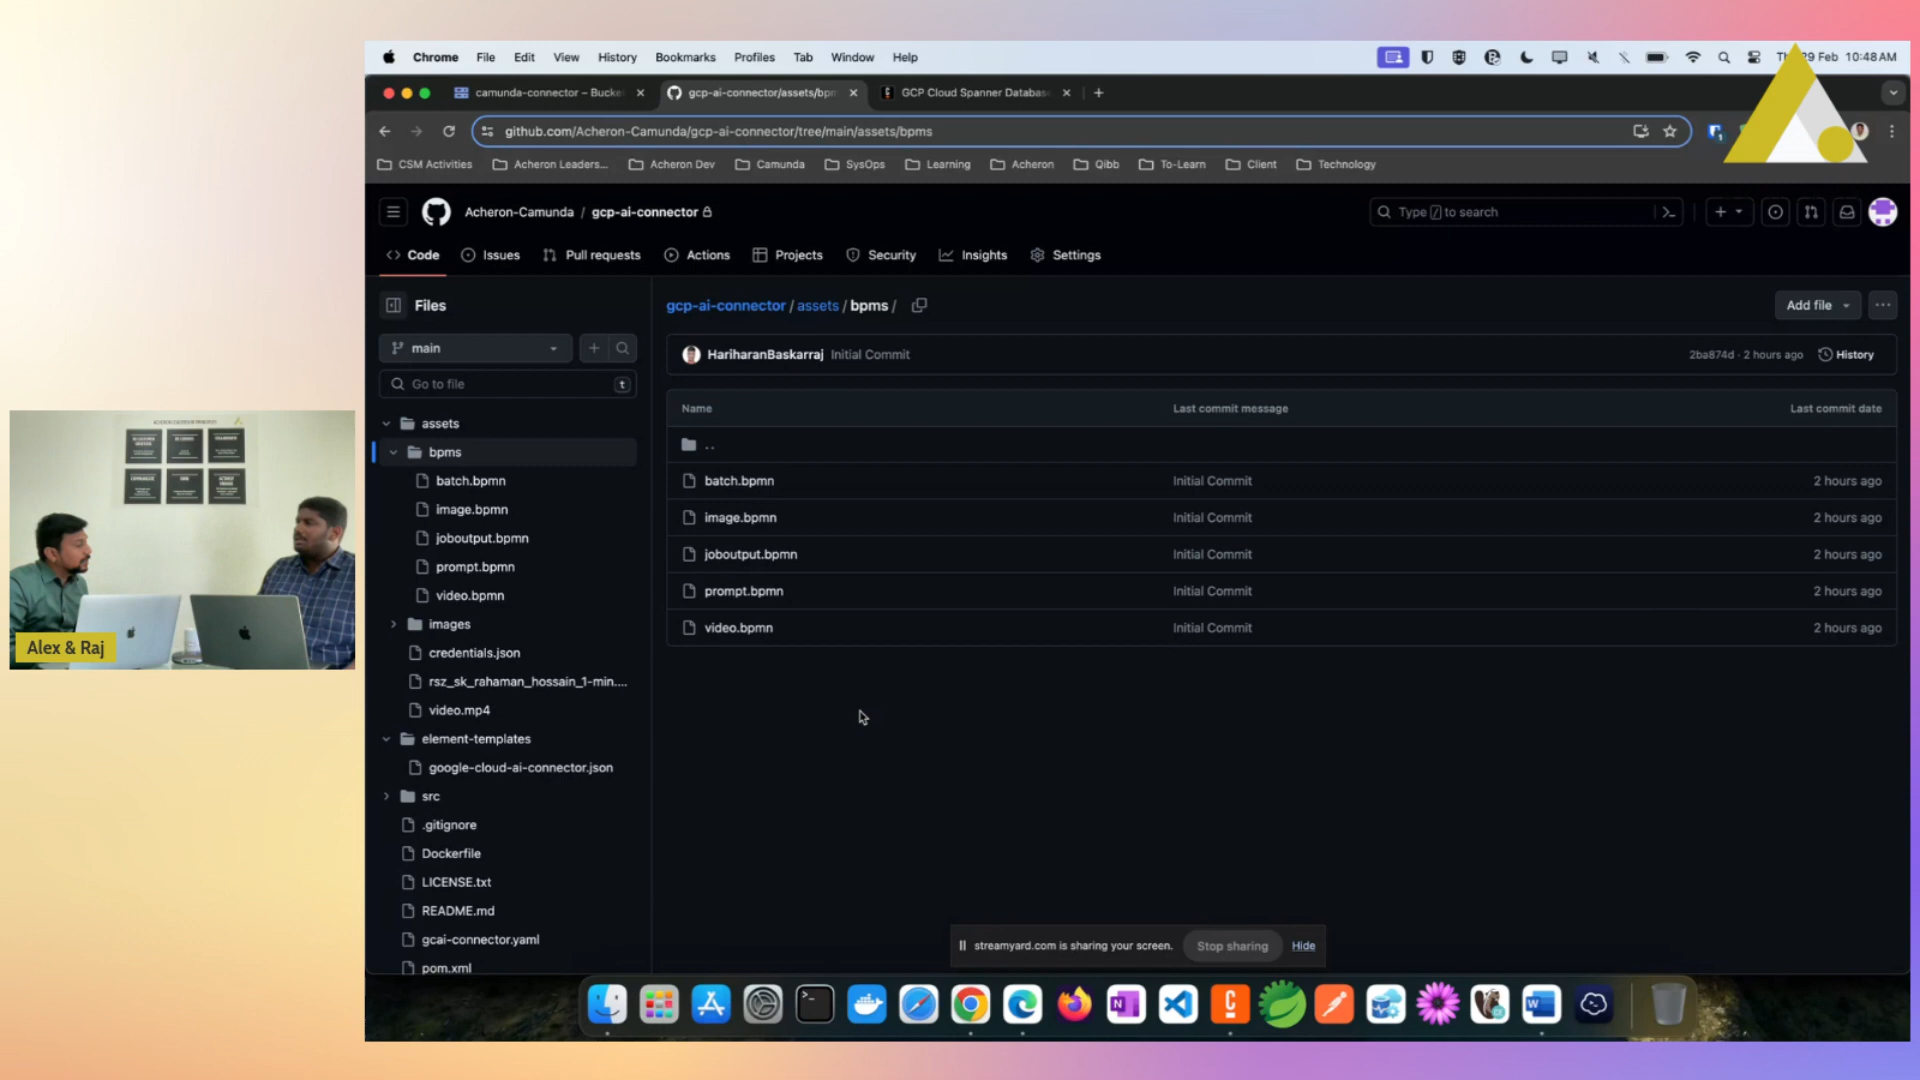 Chrome File Edit View History Bookmarks Profiles Tab Window Help
29 Feb 10:48 AM
camunda-connector – Bucke
gcp-ai-connector/assets/bpm
GCP Cloud Spanner Databas
github.com/Acheron-Camunda/gcp-ai-connector/tree/main/assets/bpms
CSM Activities Acheron Leaders... Acheron Dev Camunda SysOps Learning Acheron Qibb To-Learn Client Technology
Acheron-Camunda / gcp-ai-connector
Type / to search
Code Issues Pull requests Actions Projects Security Insights Settings
Files
main
Go to file
t
assets
bpms
batch.bpmn
image.bpmn
joboutput.bpmn
prompt.bpmn
video.bpmn
images
credentials.json
rsz_sk_rahaman_hossain_1-min....
video.mp4
element-templates
google-cloud-ai-connector.json
src
.gitignore
Dockerfile
LICENSE.txt
README.md
gcai-connector.yaml
pom.xml
gcp-ai-connector / assets / bpms /
Add file
HariharanBaskarraj Initial Commit
2ba874d · 2 hours ago History
Name Last commit message Last commit date
..
batch.bpmn Initial Commit 2 hours ago
image.bpmn Initial Commit 2 hours ago
joboutput.bpmn Initial Commit 2 hours ago
prompt.bpmn Initial Commit 2 hours ago
video.bpmn Initial Commit 2 hours ago
streamyard.com is sharing your screen. Stop sharing Hide
Alex & Raj